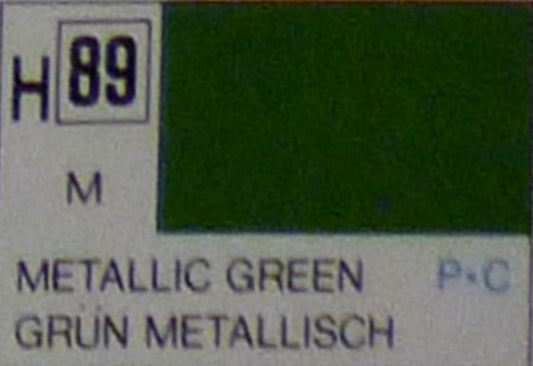 H 89
M
METALLIC GREEN P·C
GRÜN METALLISCH